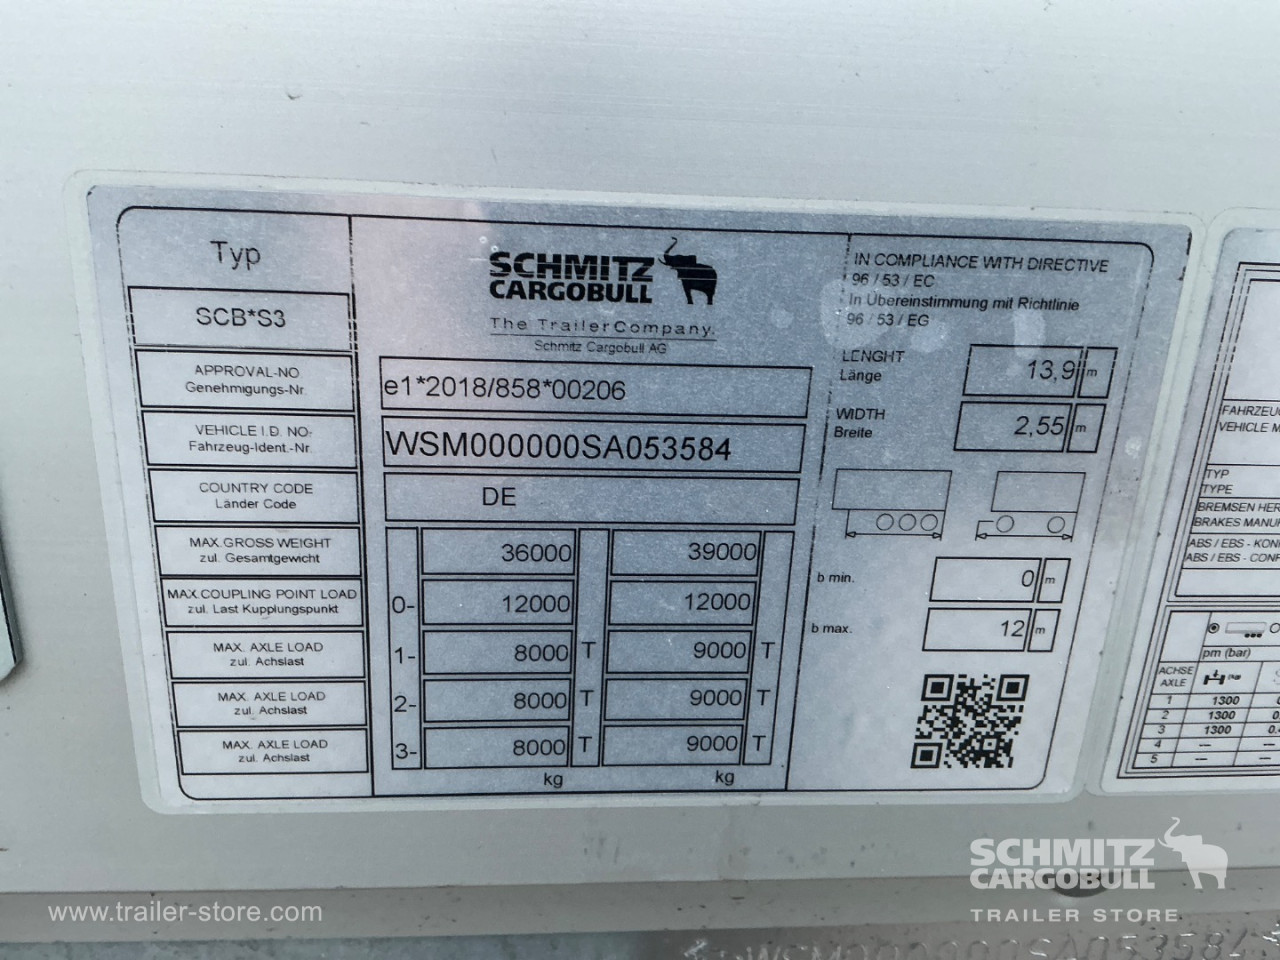 Typ
SCB*S3
SCHMITZ
CARGOBULL
The TrailerCompany.
Schmitz Cargobull AG
IN COMPLIANCE WITH DIRECTIVE
96 / 53 / EC
In Übereinstimmung mit Richtlinie
96 / 53 / EG
APPROVAL-NO
Genehmigungs-Nr.
e1*2018/858*00206
LENGHT
Länge
13,9 m
VEHICLE I.D. NO.
Fahrzeug-Ident.-Nr.
WSM000000SA053584
WIDTH
Breite
2,55 m
COUNTRY CODE
Länder Code
DE
MAX.GROSS WEIGHT
zul. Gesamtgewicht
36000 39000
MAX.COUPLING POINT LOAD
zul. Last Kupplungspunkt
0- 12000 12000
MAX. AXLE LOAD
zul. Achslast
1- 8000 T 9000 T
MAX. AXLE LOAD
zul. Achslast
2- 8000 T 9000 T
MAX. AXLE LOAD
zul. Achslast
3- 8000 T 9000 T
kg kg
b min. 0 m
b max. 12 m
VEHICLE
TYP
TYPE
BREMSEN
ABS / EBS -
ABS / EBS -
pm (bar)
ACHSE
AXLE
1 1300
2 1300
3 1300
4 ---
5 ---
SCHMITZ
CARGOBULL
TRAILER STORE
www.trailer-store.com
WSM000000SA053584